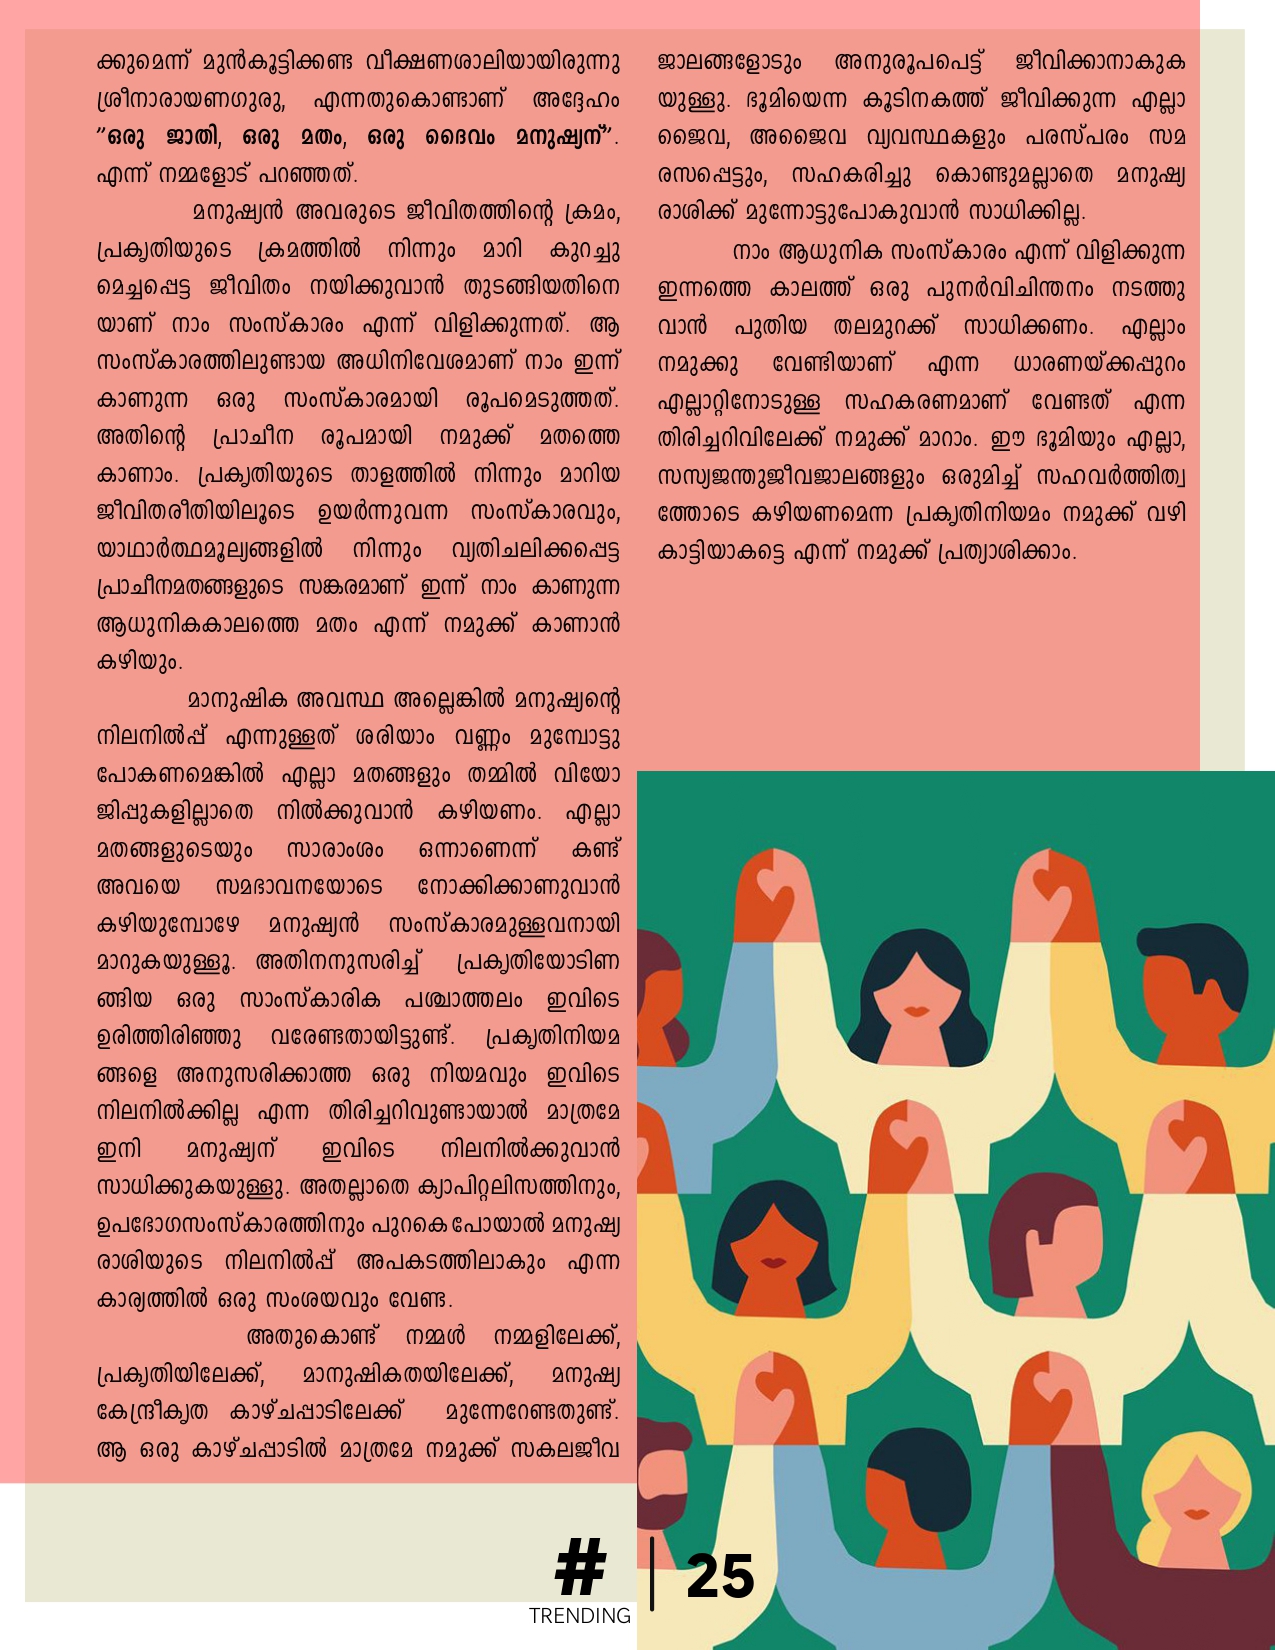 ക്കുമെന്ന് മുൻകൂട്ടിക്കണ്ട വീക്ഷണശാലിയായിരുന്നു
ശ്രീനാരായണഗുരു, എന്നതുകൊണ്ടാണ് അദ്ദേഹം
”ഒരു ജാതി, ഒരു മതം, ഒരു ദൈവം മനുഷ്യന്”.
എന്ന് നമ്മളോട് പറഞ്ഞത്.
മനുഷ്യൻ അവരുടെ ജീവിതത്തിന്റെ ക്രമം,
പ്രകൃതിയുടെ ക്രമത്തിൽ നിന്നും മാറി കുറച്ചു
മെച്ചപ്പെട്ട ജീവിതം നയിക്കുവാൻ തുടങ്ങിയതിനെ
യാണ് നാം സംസ്കാരം എന്ന് വിളിക്കുന്നത്. ആ
സംസ്കാരത്തിലുണ്ടായ അധിനിവേശമാണ് നാം ഇന്ന്
കാണുന്ന ഒരു സംസ്കാരമായി രൂപമെടുത്തത്.
അതിന്റെ പ്രാചീന രൂപമായി നമുക്ക് മതത്തെ
കാണാം. പ്രകൃതിയുടെ താളത്തിൽ നിന്നും മാറിയ
ജീവിതരീതിയിലൂടെ ഉയർന്നുവന്ന സംസ്കാരവും,
യാഥാർത്ഥമൂല്യങ്ങളിൽ നിന്നും വ്യതിചലിക്കപ്പെട്ട
പ്രാചീനമതങ്ങളുടെ സങ്കരമാണ് ഇന്ന് നാം കാണുന്ന
ആധുനികകാലത്തെ മതം എന്ന് നമുക്ക് കാണാൻ
കഴിയും.
മാനുഷിക അവസ്ഥ അല്ലെങ്കിൽ മനുഷ്യന്റെ
നിലനിൽപ്പ് എന്നുള്ളത് ശരിയാം വണ്ണം മുമ്പോട്ടു
പോകണമെങ്കിൽ എല്ലാ മതങ്ങളും തമ്മിൽ വിയോ
ജിപ്പുകളില്ലാതെ നിൽക്കുവാൻ കഴിയണം. എല്ലാ
മതങ്ങളുടെയും സാരാംശം ഒന്നാണെന്ന് കണ്ട്
അവയെ സമഭാവനയോടെ നോക്കിക്കാണുവാൻ
കഴിയുമ്പോഴേ മനുഷ്യൻ സംസ്കാരമുള്ളവനായി
മാറുകയുള്ളൂ. അതിനനുസരിച്ച് പ്രകൃതിയോടിണ
ങ്ങിയ ഒരു സാംസ്കാരിക പശ്ചാത്തലം ഇവിടെ
ഉരിത്തിരിഞ്ഞു വരേണ്ടതായിട്ടുണ്ട്. പ്രകൃതിനിയമ
ങ്ങളെ അനുസരിക്കാത്ത ഒരു നിയമവും ഇവിടെ
നിലനിൽക്കില്ല എന്ന തിരിച്ചറിവുണ്ടായാൽ മാത്രമേ
ഇനി മനുഷ്യന് ഇവിടെ നിലനിൽക്കുവാൻ
സാധിക്കുകയുള്ളു. അതല്ലാതെ ക്യാപിറ്റലിസത്തിനും,
ഉപഭോഗസംസ്കാരത്തിനും പുറകെപോയാൽ മനുഷ്യ
രാശിയുടെ നിലനിൽപ്പ് അപകടത്തിലാകും എന്ന
കാര്യത്തിൽ ഒരു സംശയവും വേണ്ട.
അതുകൊണ്ട് നമ്മൾ നമ്മളിലേക്ക്,
പ്രകൃതിയിലേക്ക്, മാനുഷികതയിലേക്ക്, മനുഷ്യ
കേന്ദ്രീകൃത കാഴ്ചപ്പാടിലേക്ക് മുന്നേറേണ്ടതുണ്ട്.
ആ ഒരു കാഴ്ചപ്പാടിൽ മാത്രമേ നമുക്ക് സകലജീവ
ജാലങ്ങളോടും അനുരൂപപെട്ട് ജീവിക്കാനാകുക
യുള്ളു. ഭൂമിയെന്ന കൂടിനകത്ത് ജീവിക്കുന്ന എല്ലാ
ജൈവ, അജൈവ വ്യവസ്ഥകളും പരസ്പരം സമ
രസപ്പെട്ടും, സഹകരിച്ചു കൊണ്ടുമല്ലാതെ മനുഷ്യ
രാശിക്ക് മുന്നോട്ടുപോകുവാൻ സാധിക്കില്ല.
നാം ആധുനിക സംസ്കാരം എന്ന് വിളിക്കുന്ന
ഇന്നത്തെ കാലത്ത് ഒരു പുനർവിചിന്തനം നടത്തു
വാൻ പുതിയ തലമുറക്ക് സാധിക്കണം. എല്ലാം
നമുക്കു വേണ്ടിയാണ് എന്ന ധാരണയ്ക്കപ്പുറം
എല്ലാറ്റിനോടുള്ള സഹകരണമാണ് വേണ്ടത് എന്ന
തിരിച്ചറിവിലേക്ക് നമുക്ക് മാറാം. ഈ ഭൂമിയും എല്ലാ,
സസ്യജന്തുജീവജാലങ്ങളും ഒരുമിച്ച് സഹവർത്തിത്വ
ത്തോടെ കഴിയണമെന്ന പ്രകൃതിനിയമം നമുക്ക് വഴി
കാട്ടിയാകട്ടെ എന്ന് നമുക്ക് പ്രത്യാശിക്കാം.
# | 25
TRENDING